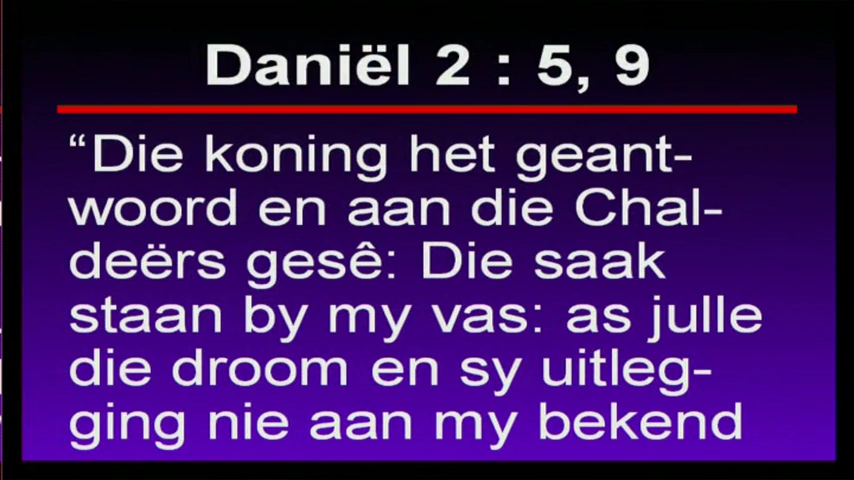 Daniël 2 : 5, 9
“Die koning het geant-
woord en aan die Chal-
deërs gesê: Die saak
staan by my vas: as julle
die droom en sy uitleg-
ging nie aan my bekend